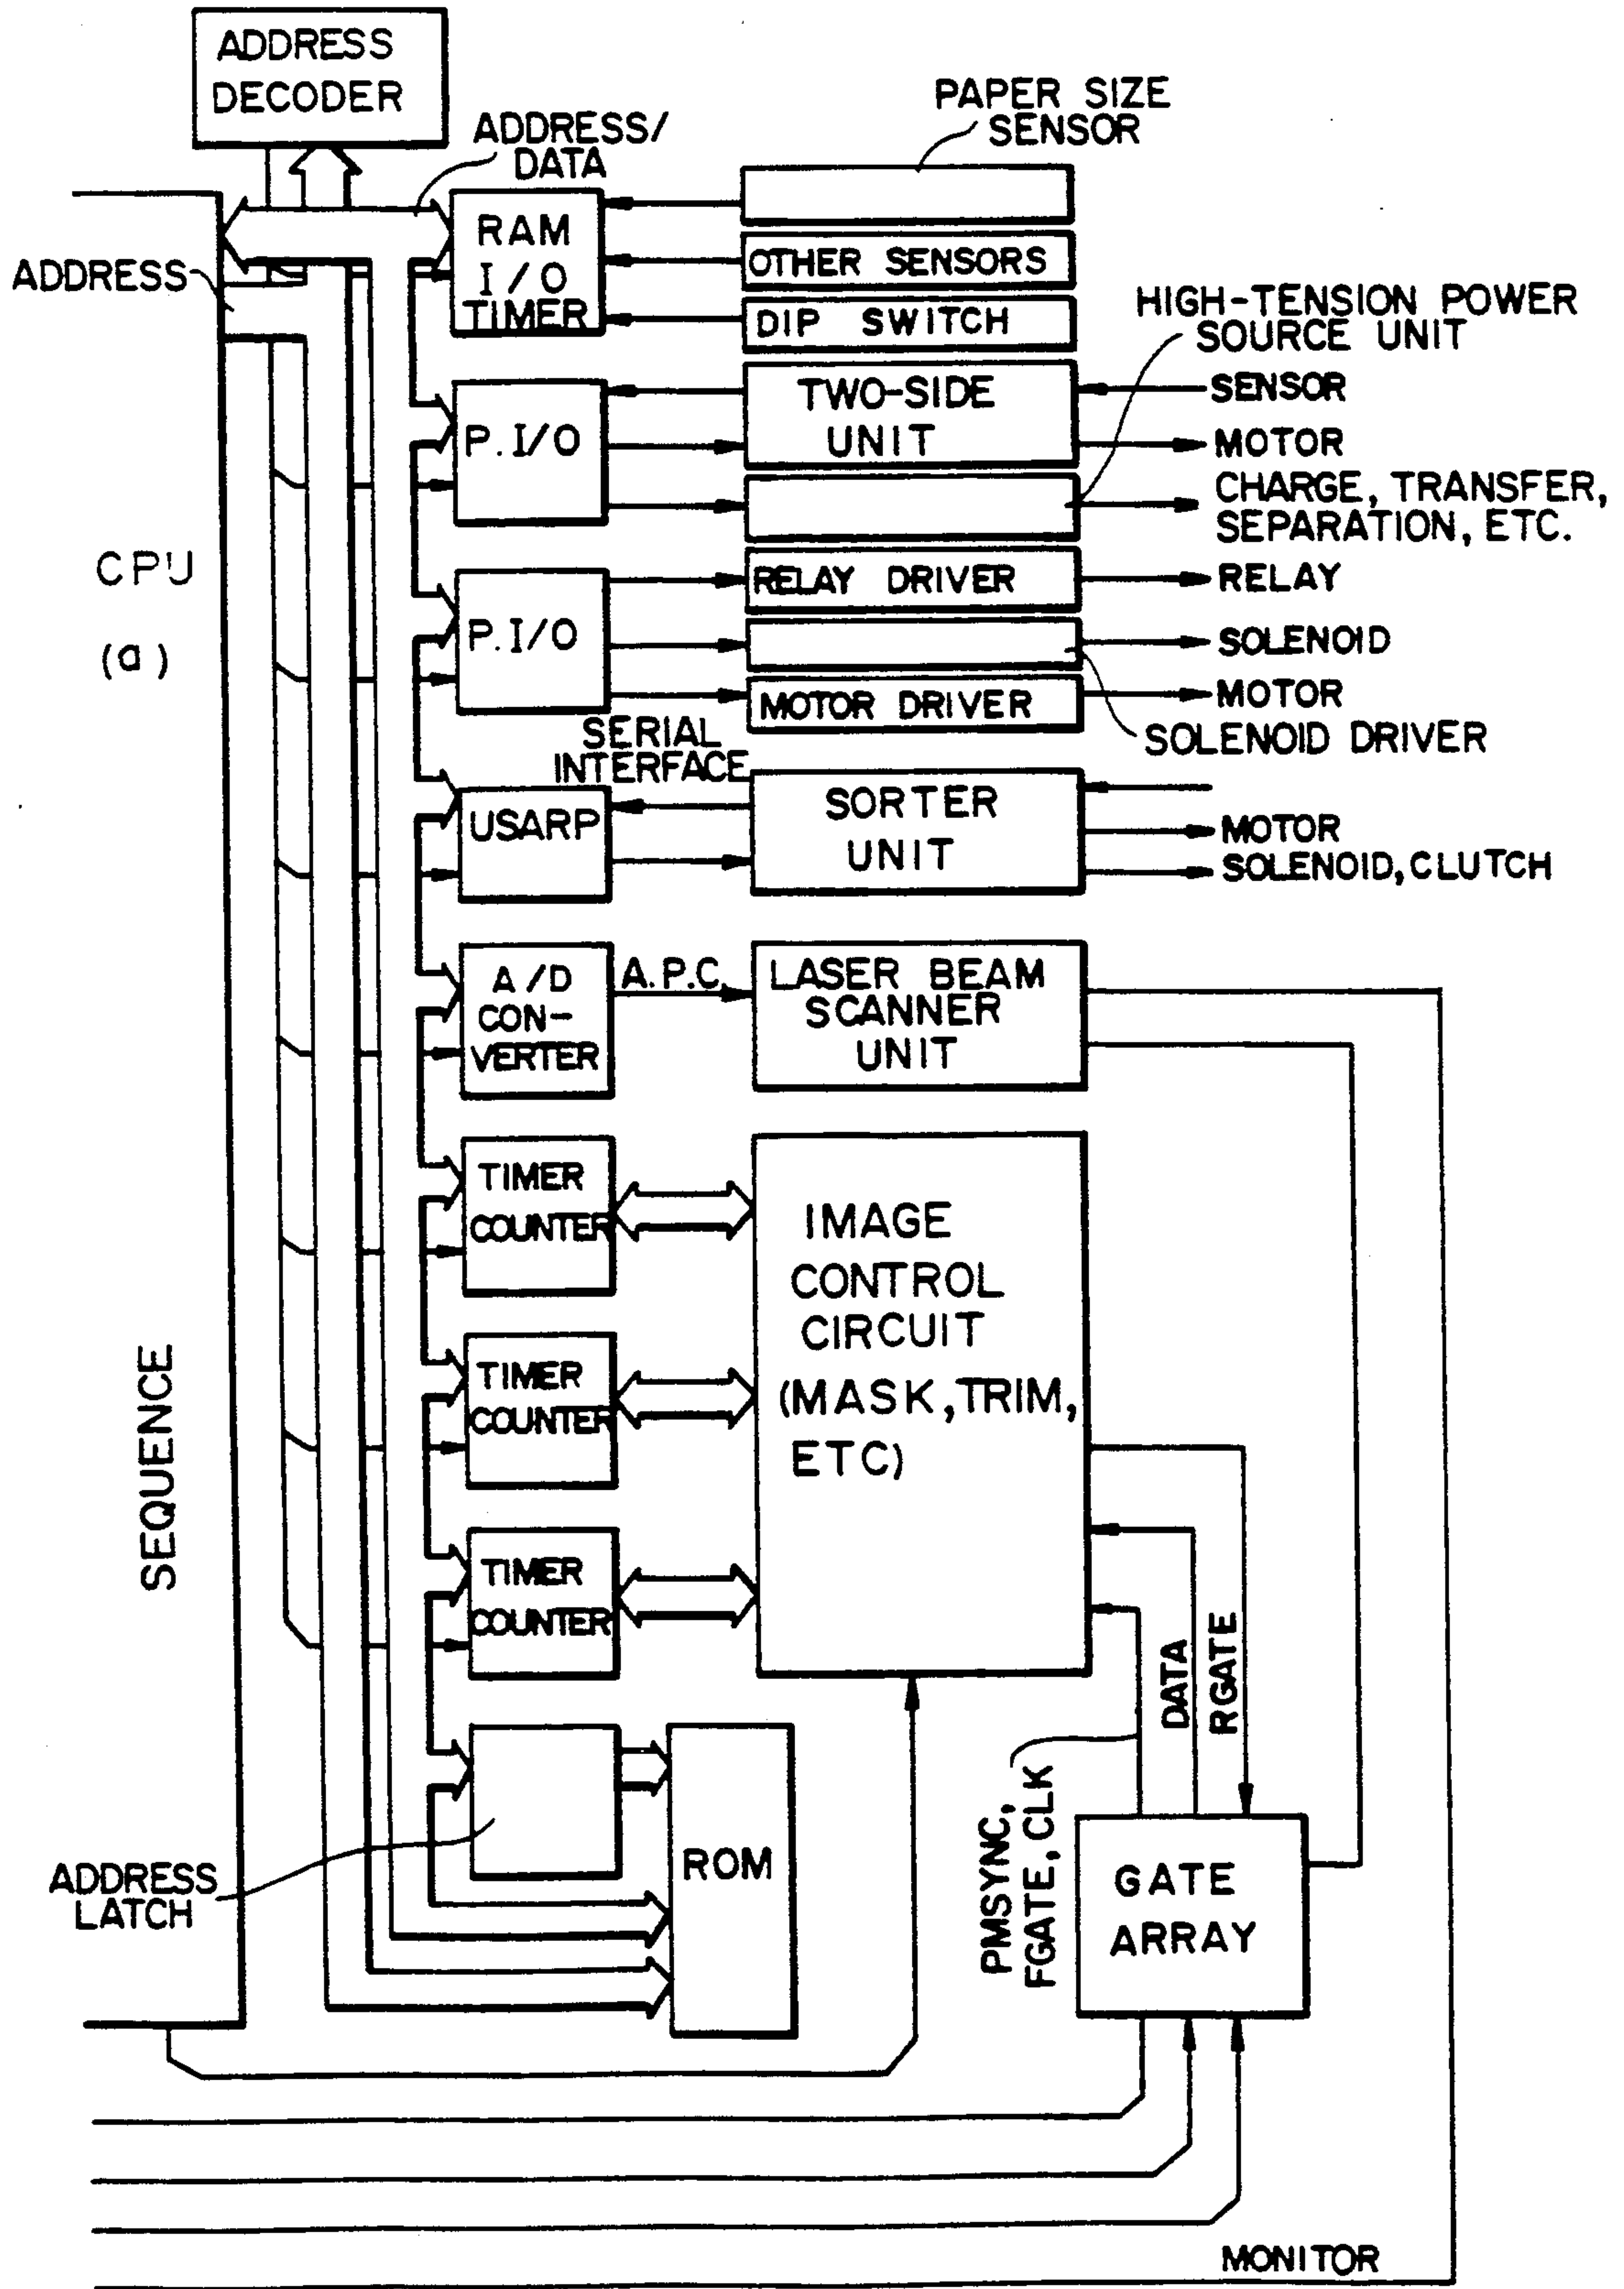 ADDRESS
DECODER
PAPER SIZE
SENSOR
ADDRESS/
DATA
RAM
I/O
TIMER
OTHER SENSORS
DIP SWITCH
ADDRESS
HIGH-TENSION POWER
SOURCE UNIT
TWO-SIDE
UNIT
SENSOR
MOTOR
P. I/O
CHARGE, TRANSFER,
SEPARATION, ETC.
CPU
(a)
RELAY DRIVER
RELAY
P. I/O
SOLENOID
MOTOR DRIVER
MOTOR
SOLENOID DRIVER
SERIAL
INTERFACE
USARP
SORTER
UNIT
MOTOR
SOLENOID, CLUTCH
A/D
CON-
VERTER
A.P.C.
LASER BEAM
SCANNER
UNIT
TIMER
COUNTER
IMAGE
CONTROL
CIRCUIT
(MASK, TRIM,
ETC)
TIMER
COUNTER
SEQUENCE
TIMER
COUNTER
DATA
RGATE
PMSYNC,
FGATE, CLK
ADDRESS
LATCH
ROM
GATE
ARRAY
MONITOR